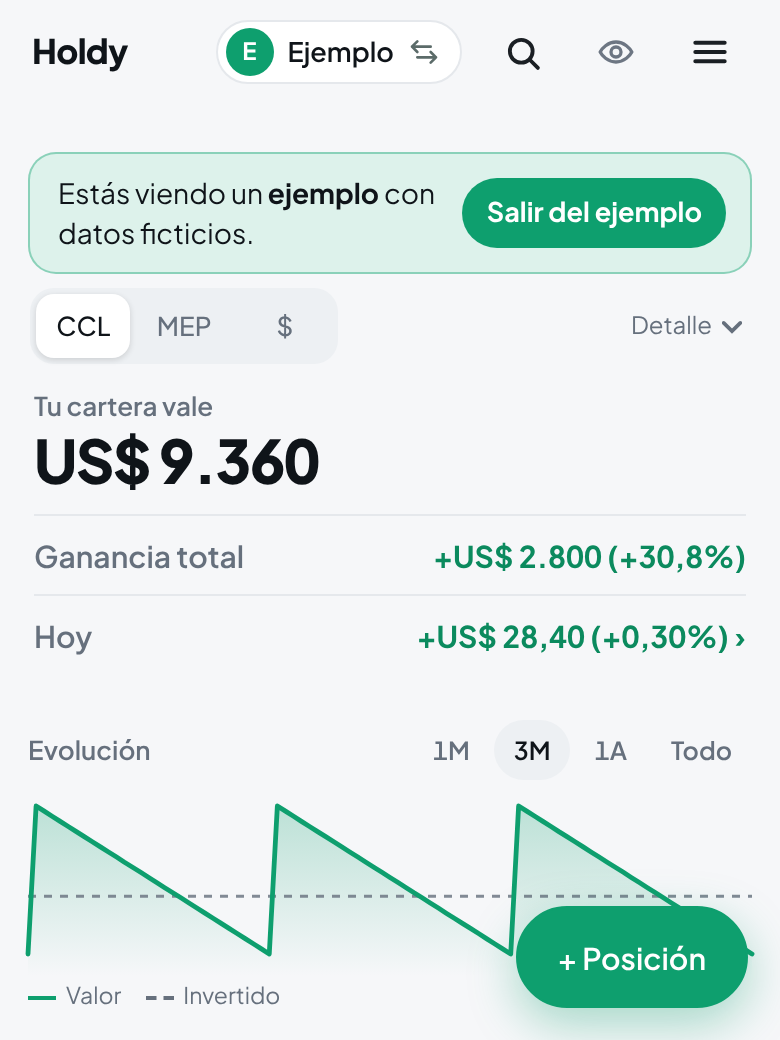 Holdy
E Ejemplo
Estás viendo un ejemplo con
datos ficticios.
Salir del ejemplo
CCL MEP $
Detalle
Tu cartera vale
US$ 9.360
Ganancia total +US$ 2.800 (+30,8%)
Hoy +US$ 28,40 (+0,30%) ›
Evolución 1M 3M 1A Todo
+ Posición
Valor Invertido